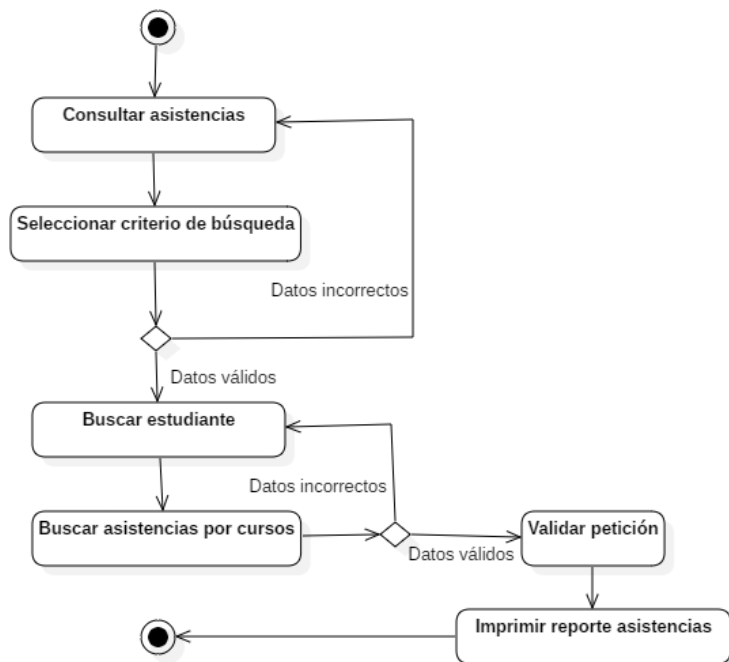 Consultar asistencias
Seleccionar criterio de búsqueda
Datos incorrectos
Datos válidos
Buscar estudiante
Datos incorrectos
Buscar asistencias por cursos
Validar petición
Datos válidos
Imprimir reporte asistencias